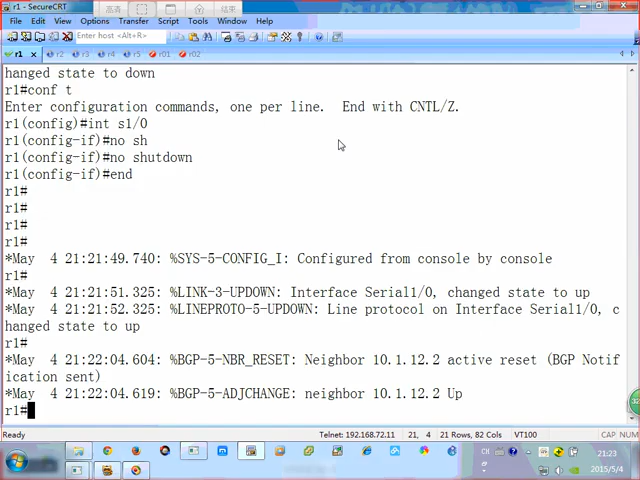 r1 - SecureCRT
高清
结束
File Edit View Options Transfer Script Tools Window Help
Enter host <Alt+R>
r1 r2 r3 r4 r5 r01 r02
hanged state to down
r1#conf t
Enter configuration commands, one per line.  End with CNTL/Z.
r1(config)#int s1/0
r1(config-if)#no sh
r1(config-if)#no shutdown
r1(config-if)#end
r1#
r1#
r1#
r1#
*May  4 21:21:49.740: %SYS-5-CONFIG_I: Configured from console by console
r1#
*May  4 21:21:51.325: %LINK-3-UPDOWN: Interface Serial1/0, changed state to up
*May  4 21:21:52.325: %LINEPROTO-5-UPDOWN: Line protocol on Interface Serial1/0, c
hanged state to up
r1#
*May  4 21:22:04.604: %BGP-5-NBR_RESET: Neighbor 10.1.12.2 active reset (BGP Notif
ication sent)
*May  4 21:22:04.619: %BGP-5-ADJCHANGE: neighbor 10.1.12.2 Up
r1#
32
Ready Telnet: 192.168.72.11 21, 4 21 Rows, 82 Cols VT100 CAP NUM
CH
21:23
2015/5/4